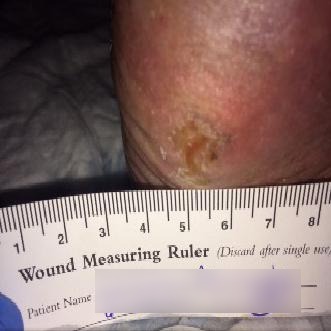 1 2 3 4 5 6 7 8
Wound Measuring Ruler (Discard after single use,
Patient Name